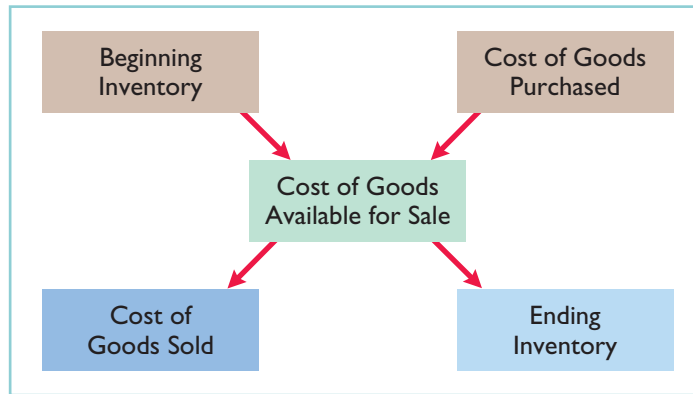 Beginning
Inventory
Cost of Goods
Purchased
Cost of Goods
Available for Sale
Cost of
Goods Sold
Ending
Inventory